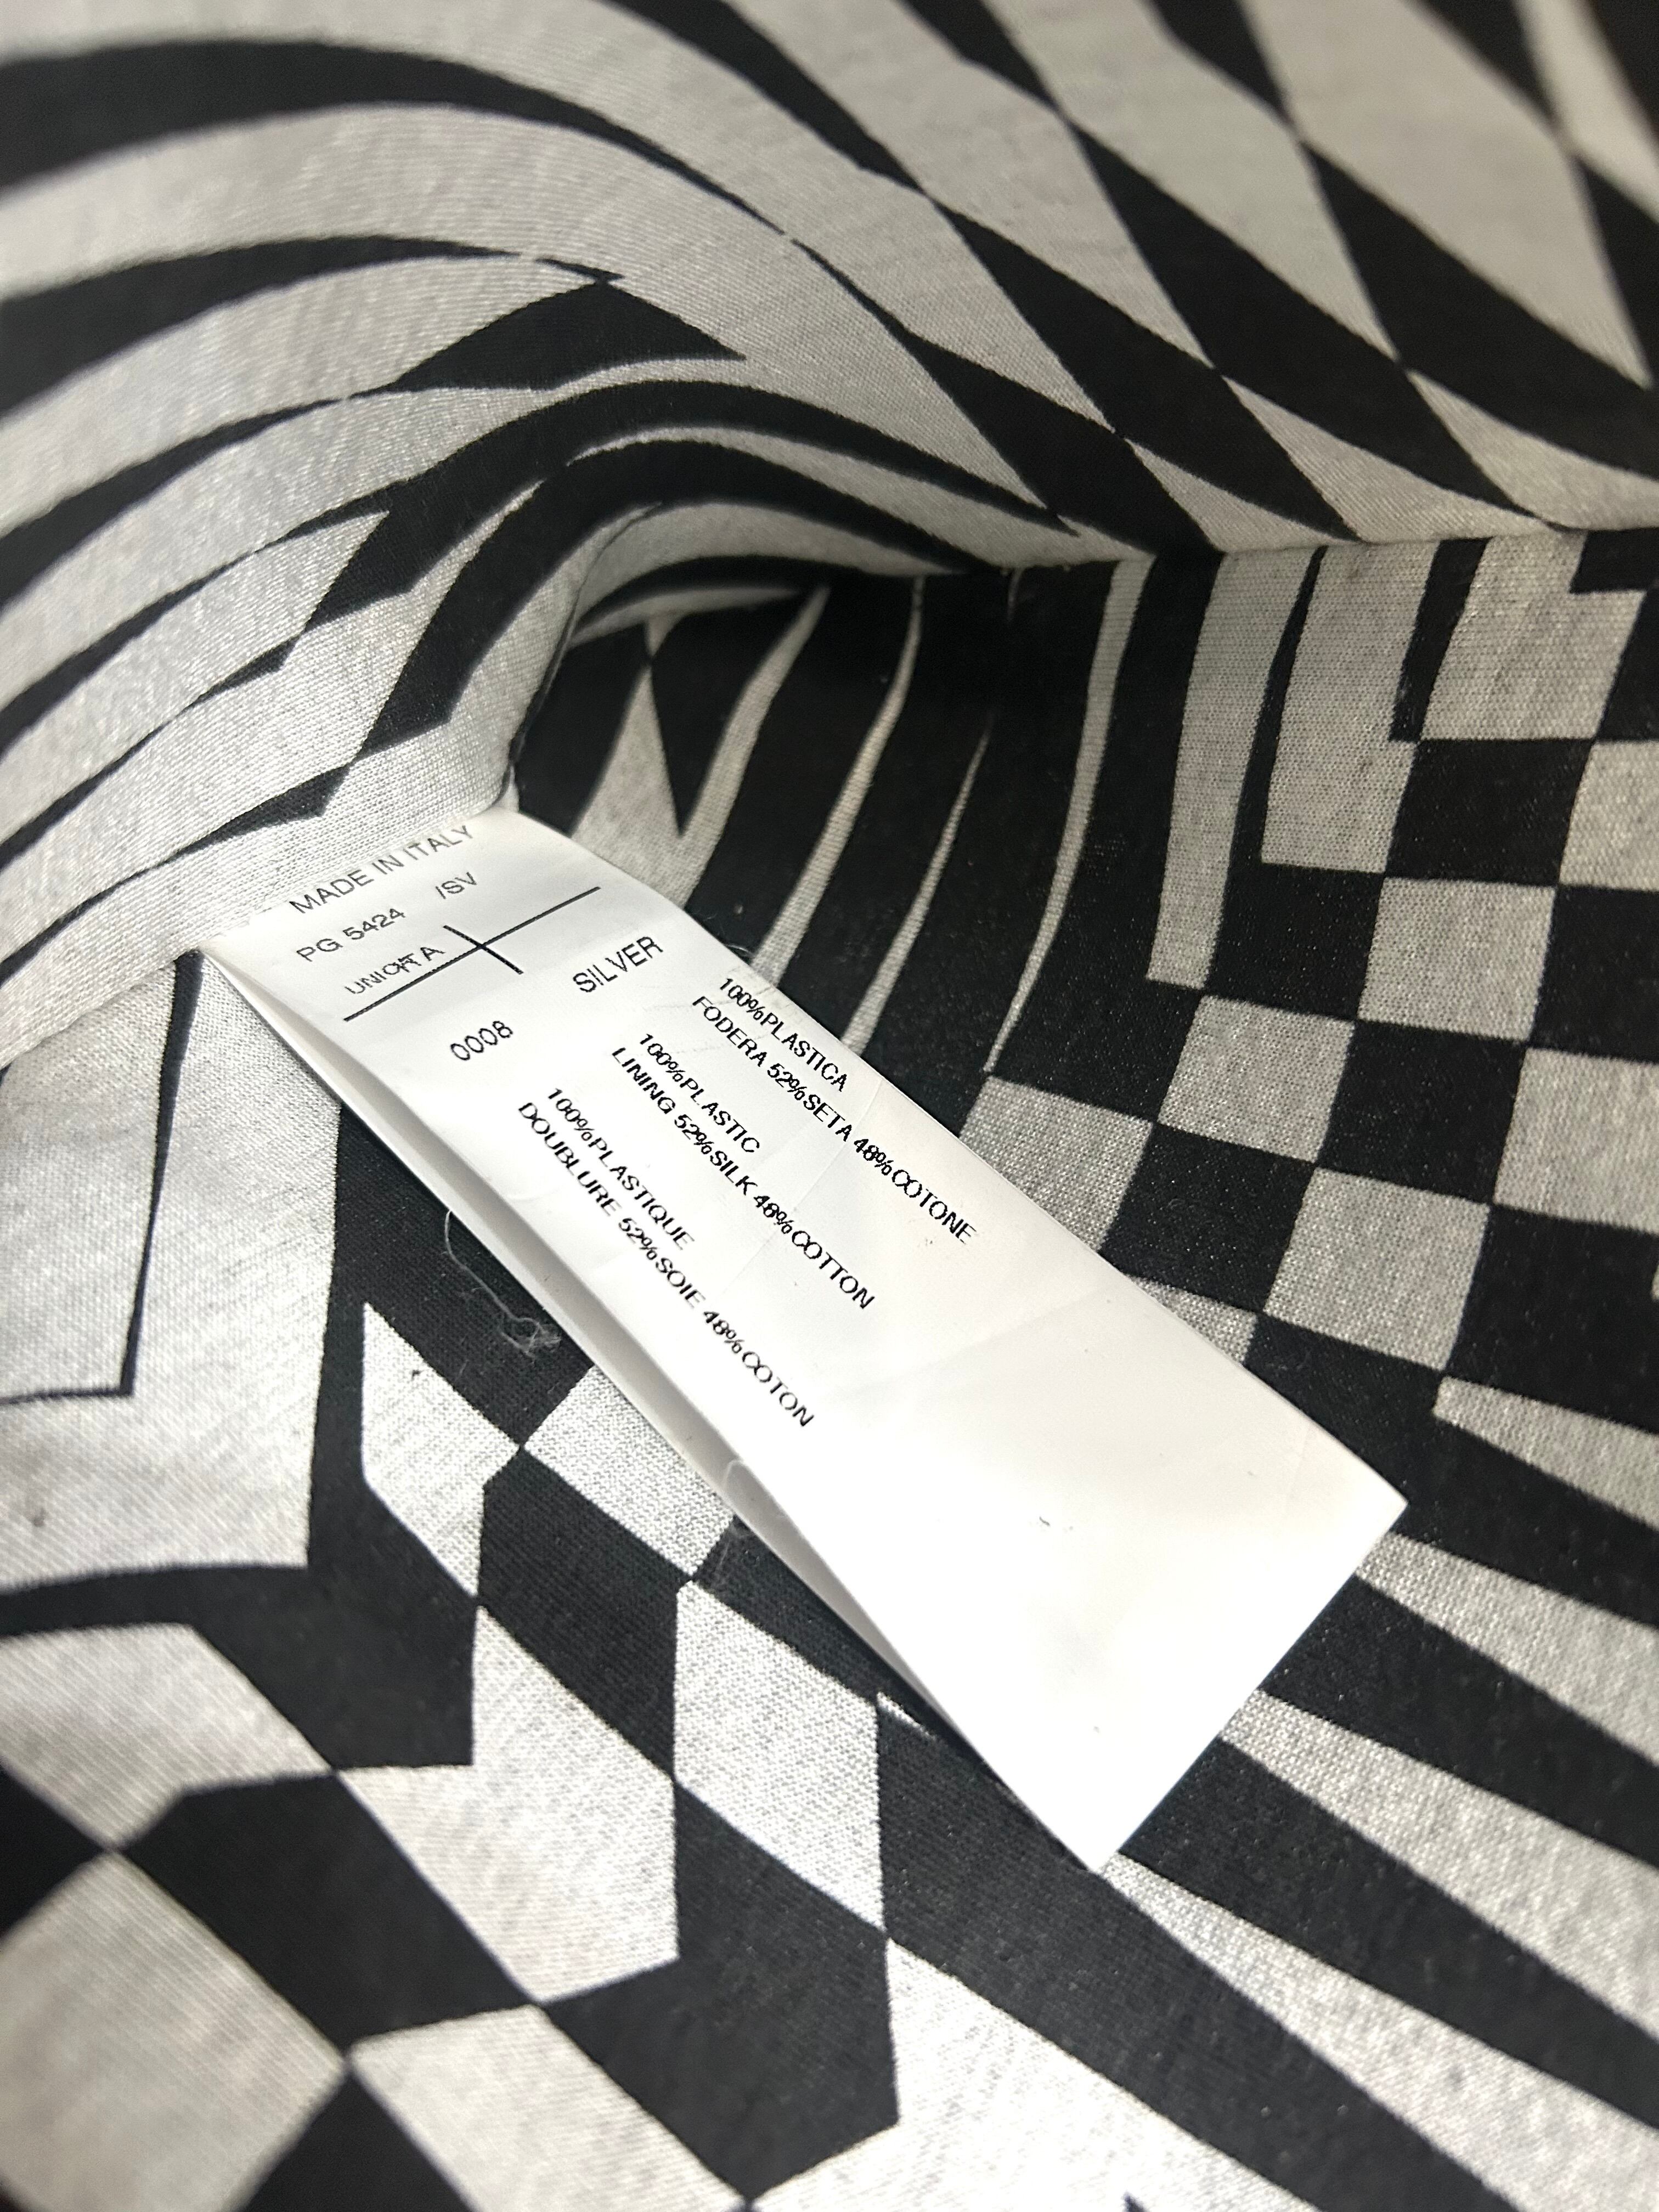 MADE IN ITALY
PG 5424 /SV
SILVER
0008
100%PLASTICA
FODERA 52%SETA 48%COTONE
100%PLASTIC
LINING 52%SILK 48%COTTON
100%PLASTIQUE
DOUBLURE 52%SOIE 48%COTON